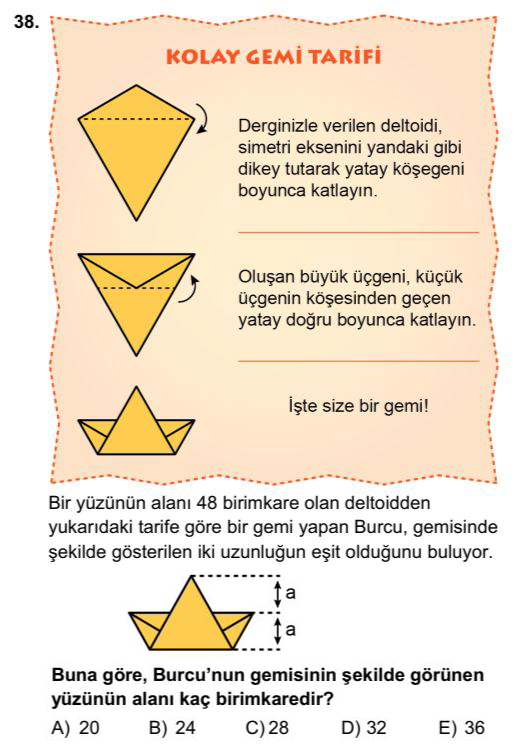 38.
KOLAY GEMİ TARİFİ
Derginizle verilen deltoidi,
simetri eksenini yandaki gibi
dikey tutarak yatay köşegeni
boyunca katlayın.
Oluşan büyük üçgeni, küçük
üçgenin köşesinden geçen
yatay doğru boyunca katlayın.
İşte size bir gemi!
Bir yüzünün alanı 48 birimkare olan deltoidden
yukarıdaki tarife göre bir gemi yapan Burcu, gemisinde
şekilde gösterilen iki uzunluğun eşit olduğunu buluyor.
a
a
Buna göre, Burcu’nun gemisinin şekilde görünen
yüzünün alanı kaç birimkaredir?
A) 20 B) 24 C) 28 D) 32 E) 36